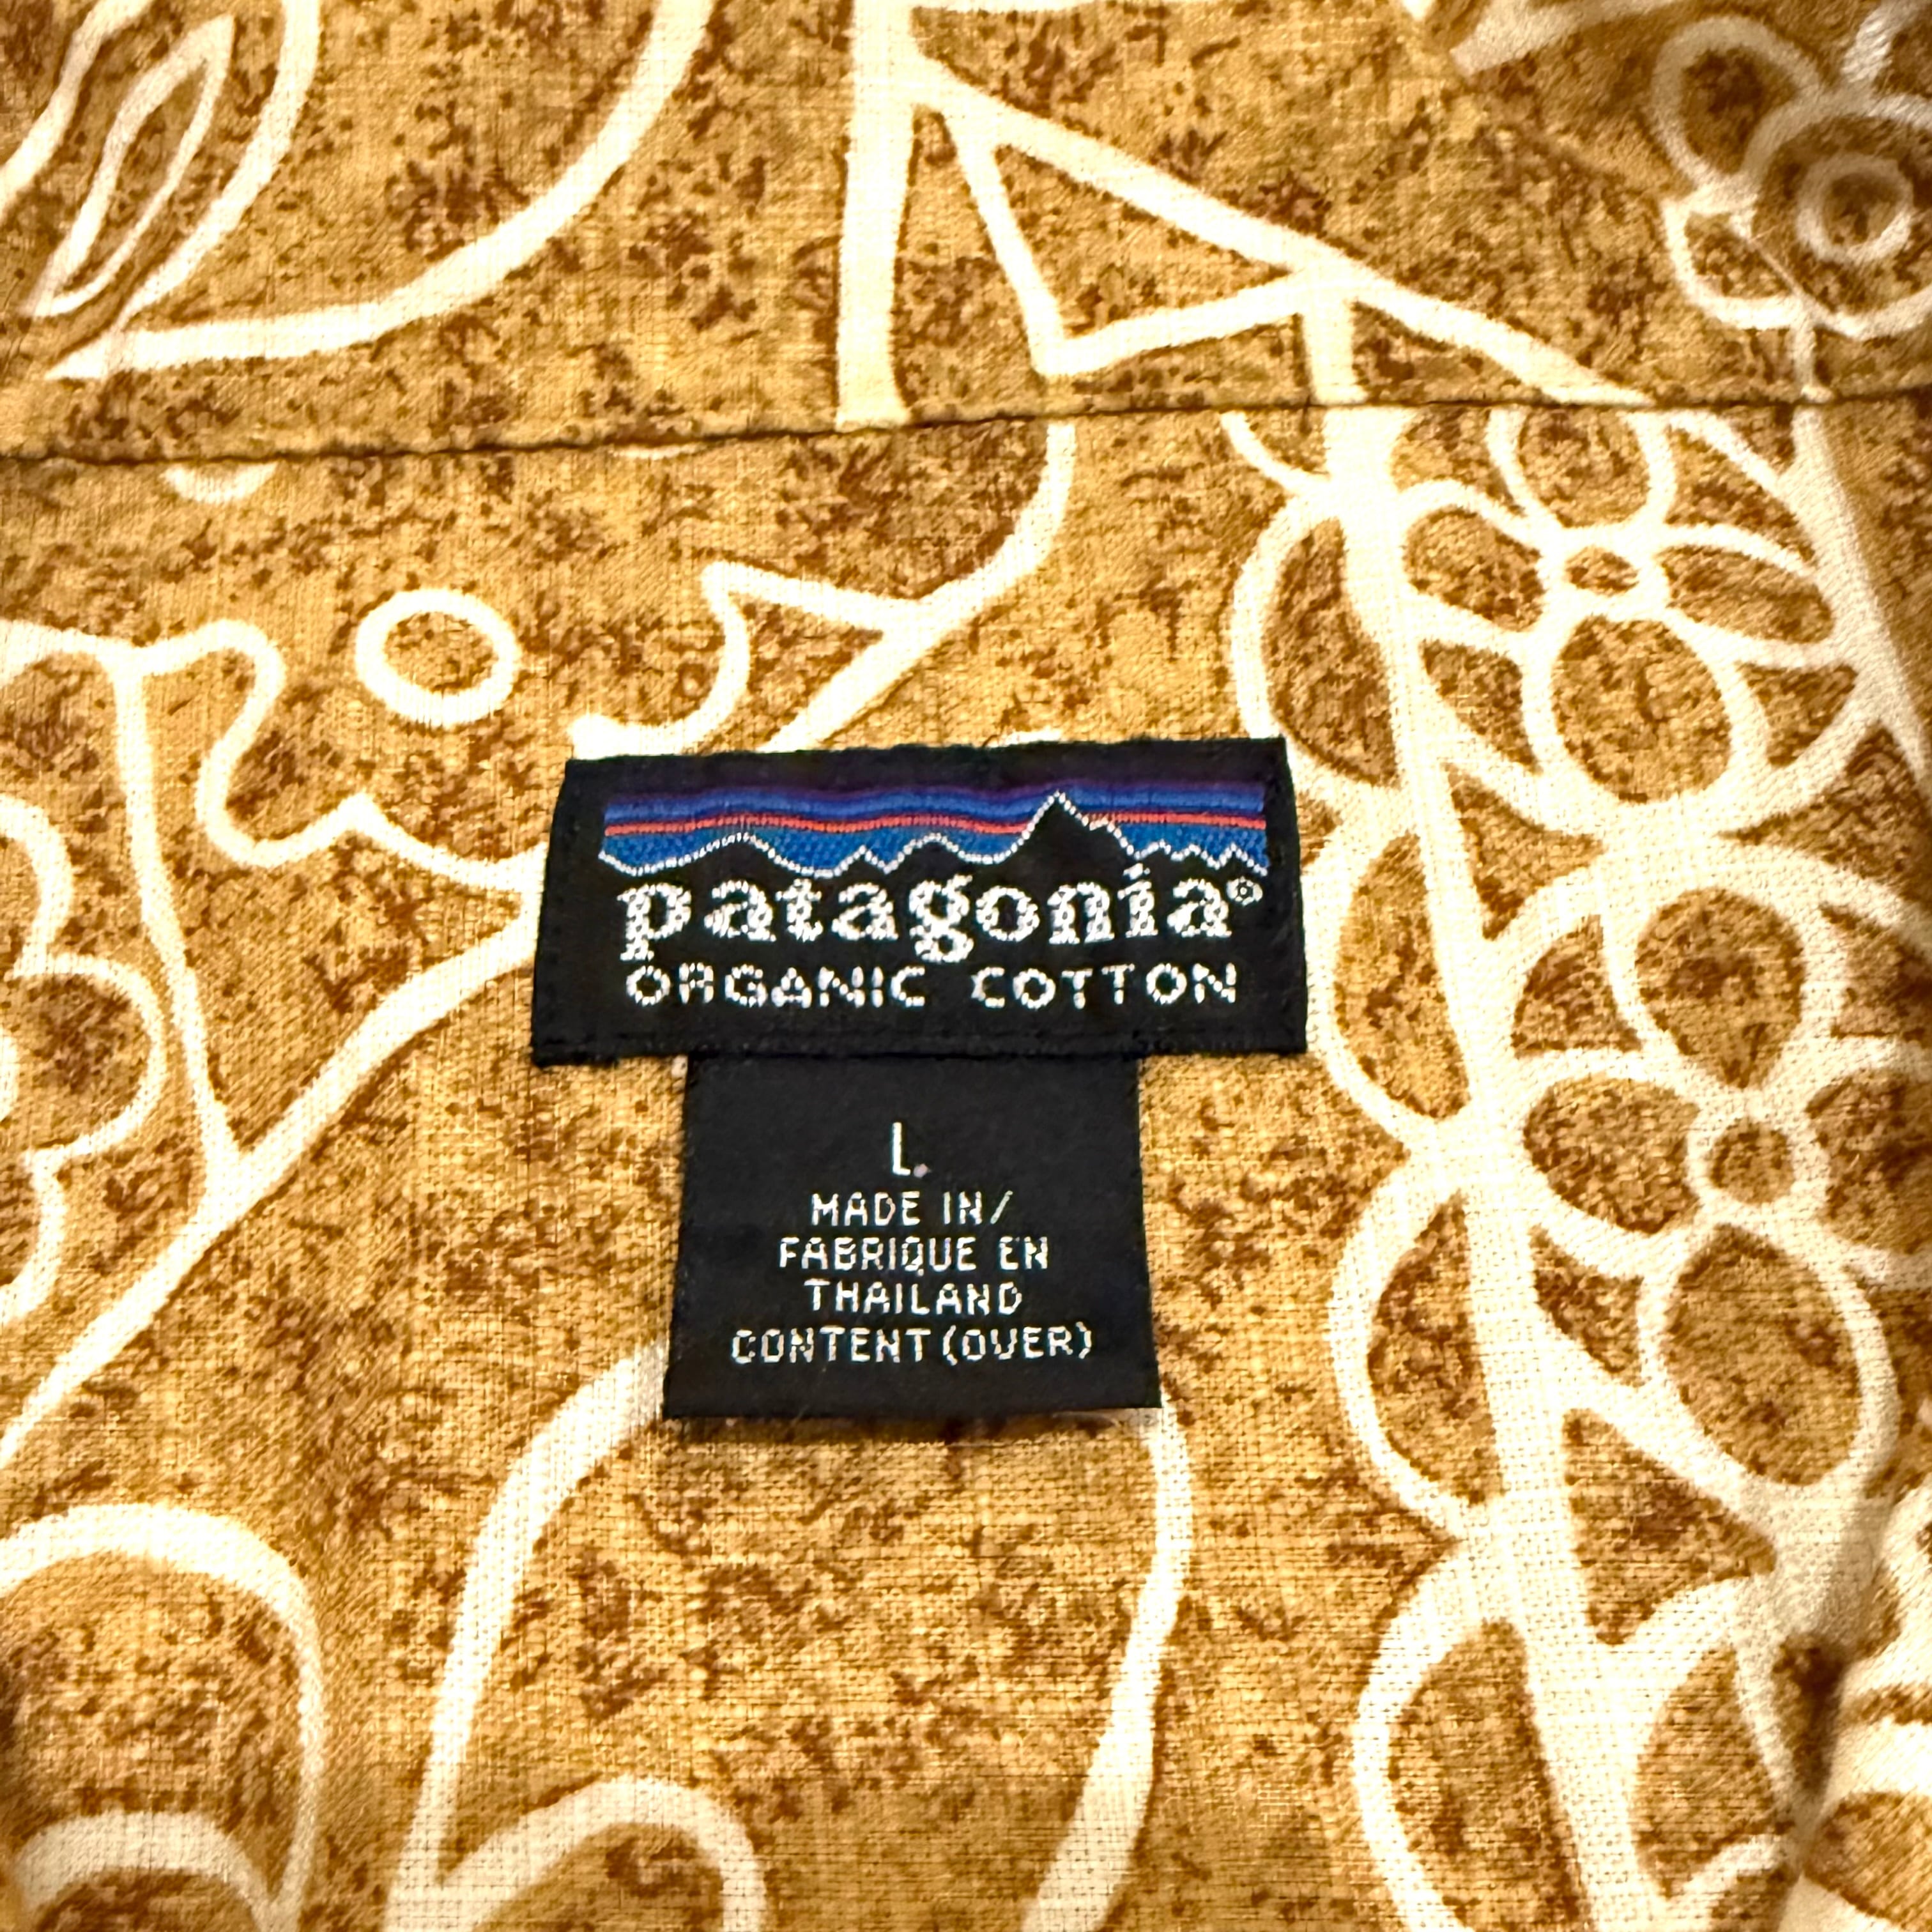 patagonia®
ORGANIC COTTON
L
MADE IN/
FABRIQUE EN
THAILAND
CONTENT (OVER)